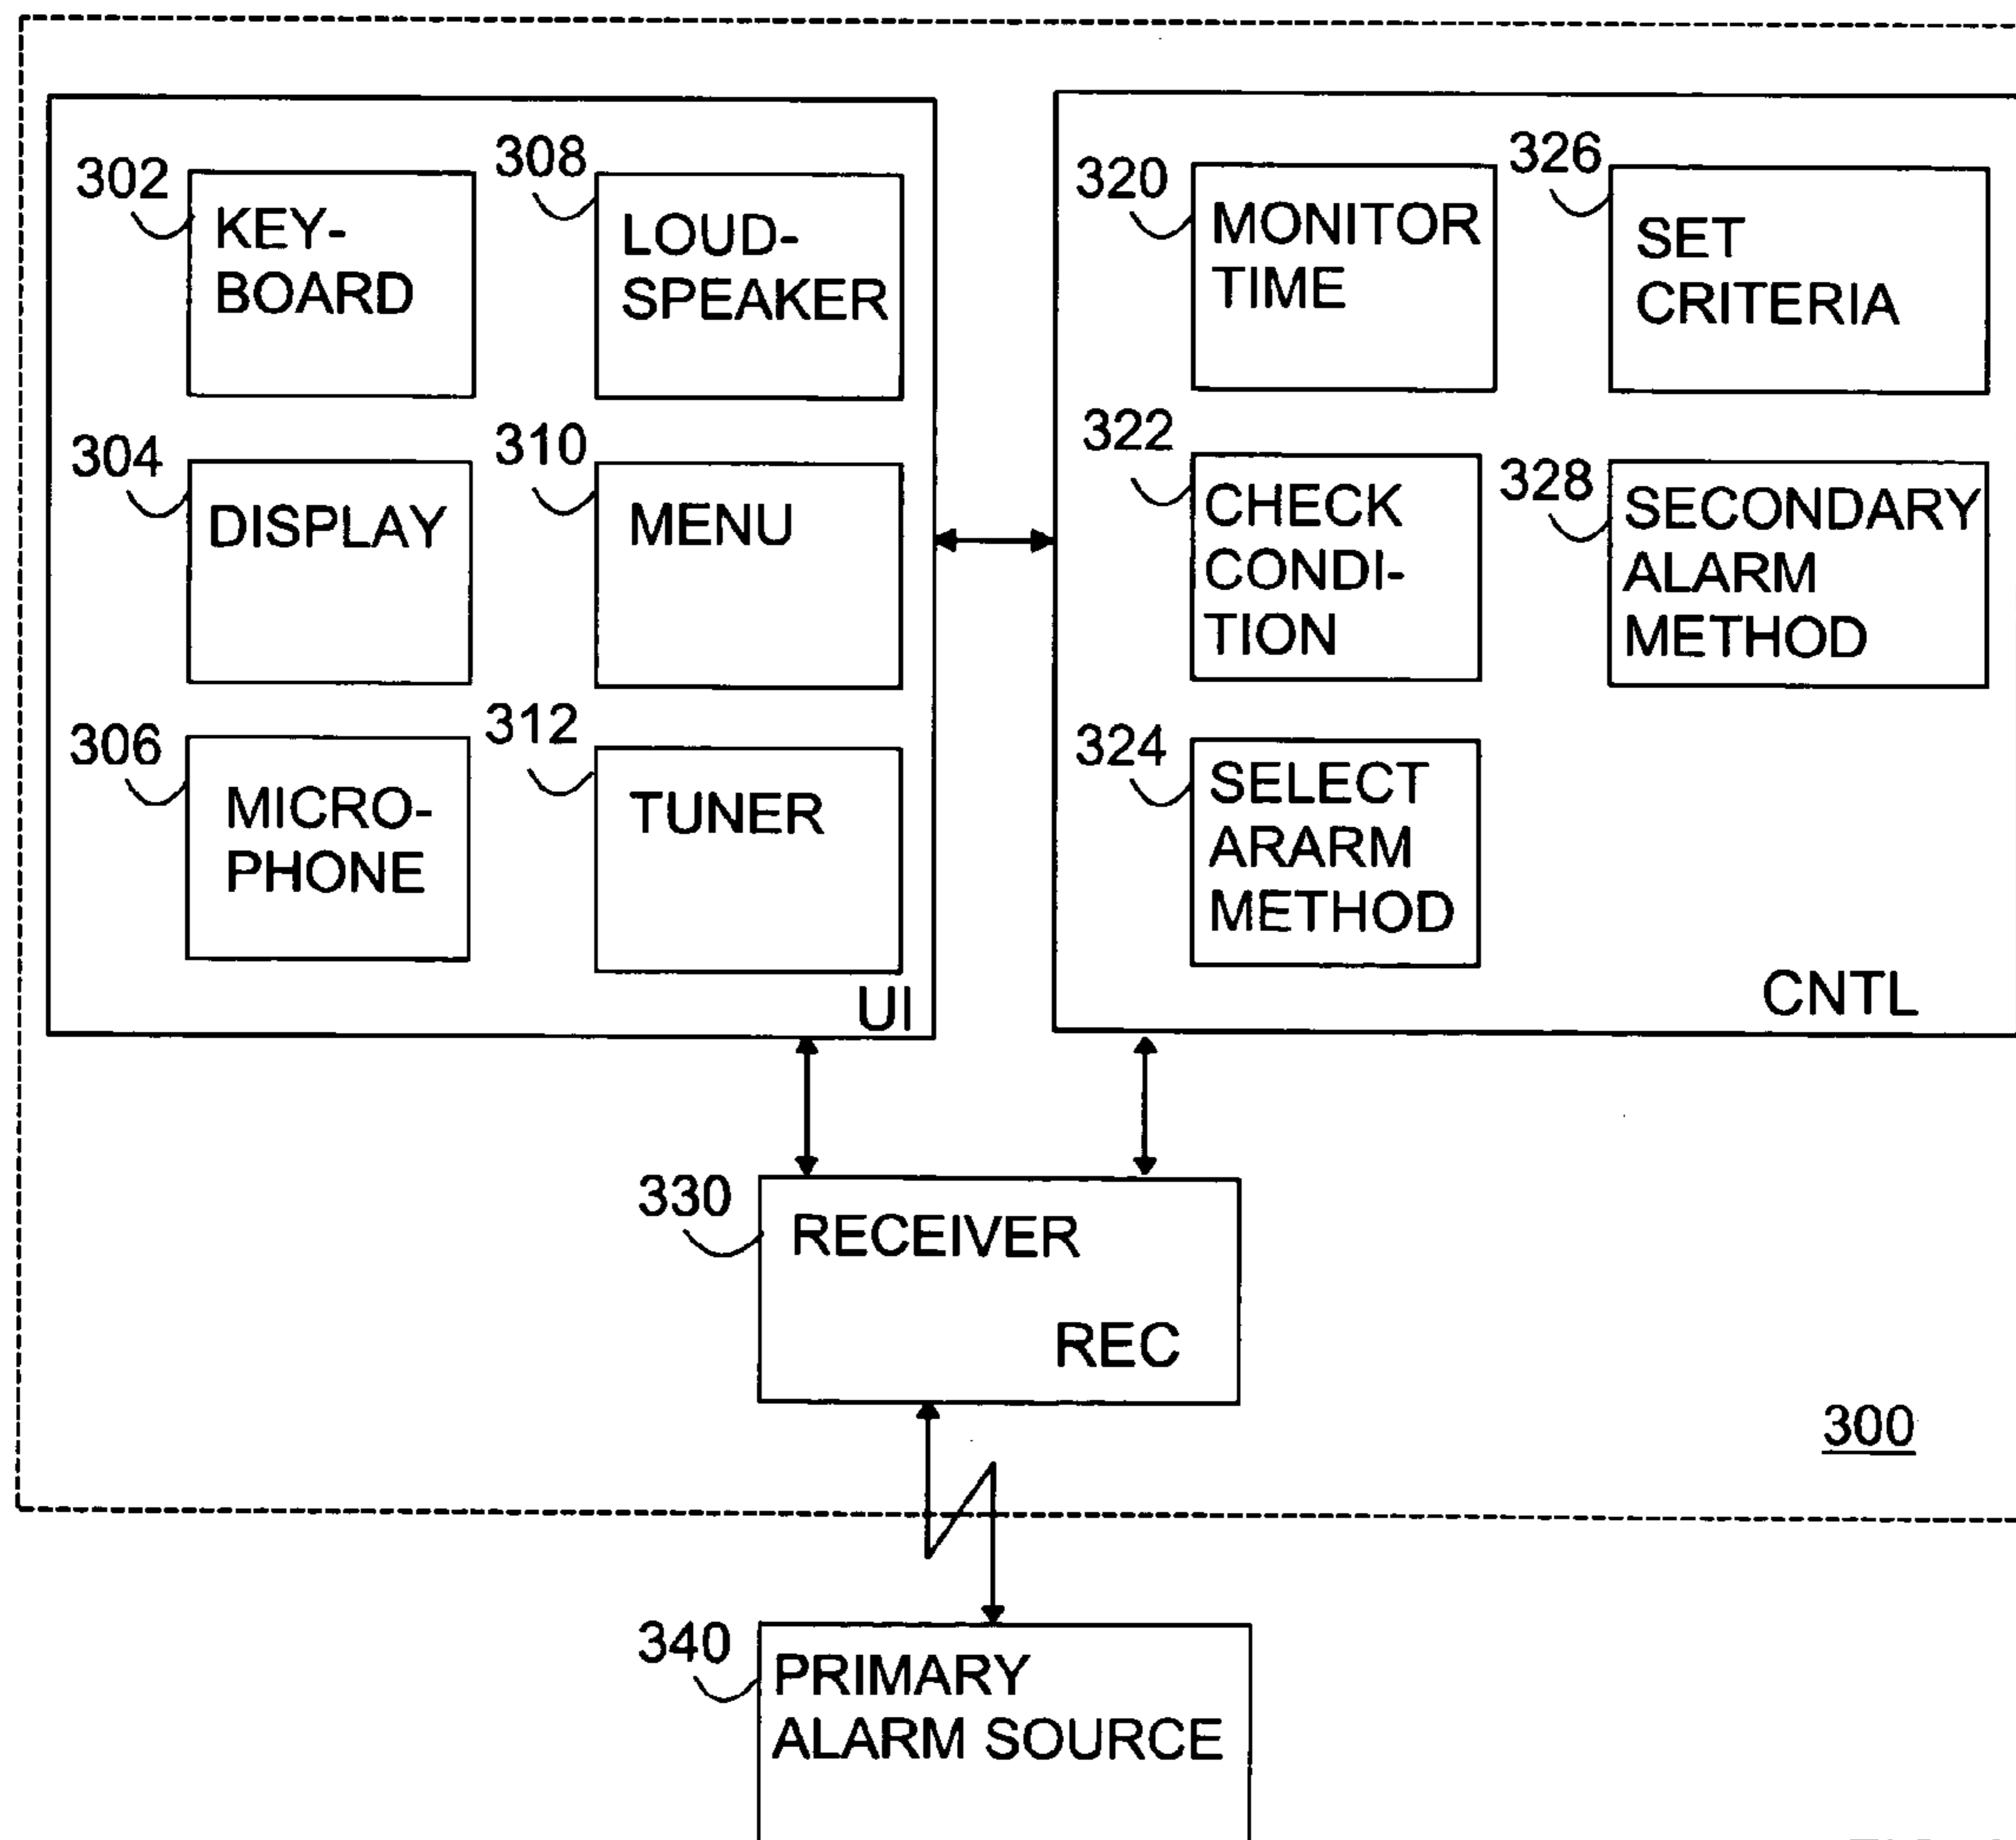 302
KEY-
BOARD
308
LOUD-
SPEAKER
304
DISPLAY
310
MENU
306
MICRO-
PHONE
312
TUNER
UI
320
MONITOR
TIME
326
SET
CRITERIA
322
CHECK
CONDI-
TION
328
SECONDARY
ALARM
METHOD
324
SELECT
ARARM
METHOD
CNTL
330
RECEIVER
REC
300
340
PRIMARY
ALARM SOURCE